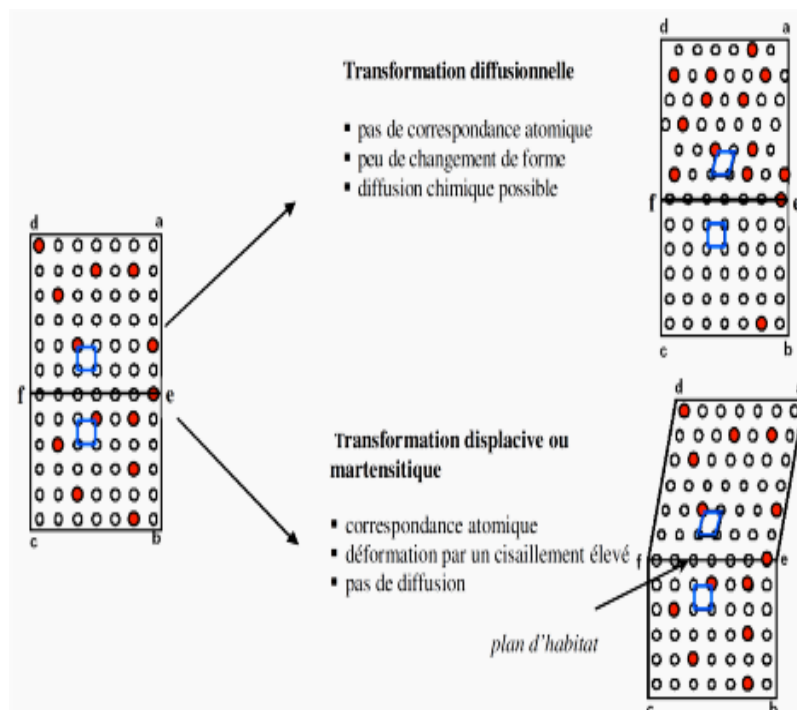 d a
Transformation diffusionnelle
▪ pas de correspondance atomique
▪ peu de changement de forme
▪ diffusion chimique possible
f e
c b
d a
f e
c b
d
Transformation displacive ou
martensitique
▪ correspondance atomique
▪ déformation par un cisaillement élevé
▪ pas de diffusion
f e
plan d'habitat